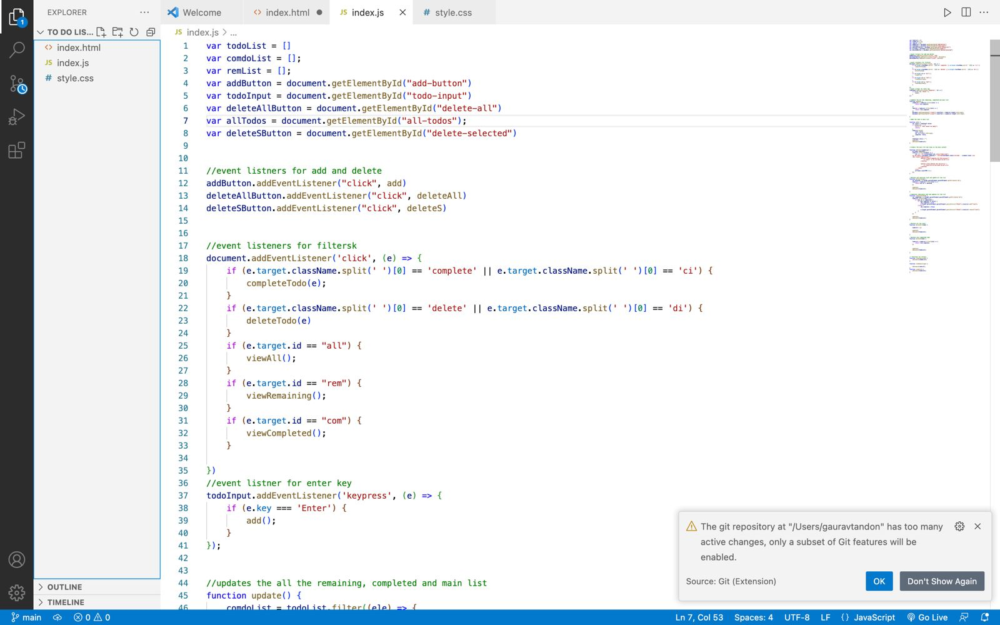 EXPLORER
Welcome
index.html
JS index.js
# style.css
1
TO DO LIS...
JS index.js > ...
index.html
JS index.js
# style.css
1 var todoList = []
2 var comdoList = [];
3 var remList = [];
4 var addButton = document.getElementById("add-button")
5 var todoInput = document.getElementById("todo-input")
6 var deleteAllButton = document.getElementById("delete-all")
7 var allTodos = document.getElementById("all-todos");
8 var deleteSButton = document.getElementById("delete-selected")
9
10
11 //event listners for add and delete
12 addButton.addEventListener("click", add)
13 deleteAllButton.addEventListener("click", deleteAll)
14 deleteSButton.addEventListener("click", deleteS)
15
16
17 //event listeners for filtersk
18 document.addEventListener('click', (e) => {
19 if (e.target.className.split(' ')[0] == 'complete' || e.target.className.split(' ')[0] == 'ci') {
20 completeTodo(e);
21 }
22 if (e.target.className.split(' ')[0] == 'delete' || e.target.className.split(' ')[0] == 'di') {
23 deleteTodo(e)
24 }
25 if (e.target.id == "all") {
26 viewAll();
27 }
28 if (e.target.id == "rem") {
29 viewRemaining();
30 }
31 if (e.target.id == "com") {
32 viewCompleted();
33 }
34
35 })
36 //event listner for enter key
37 todoInput.addEventListener('keypress', (e) => {
38 if (e.key === 'Enter') {
39 add();
40 }
41 });
42
43
44 //updates the all the remaining, completed and main list
45 function update() {
46 comdoList = todoList.filter((ele) => {
The git repository at "/Users/gauravtandon" has too many
active changes, only a subset of Git features will be
enabled.
Source: Git (Extension)
OK
Don't Show Again
OUTLINE
TIMELINE
main
0 0
Ln 7, Col 53
Spaces: 4
UTF-8
LF
{} JavaScript
Go Live